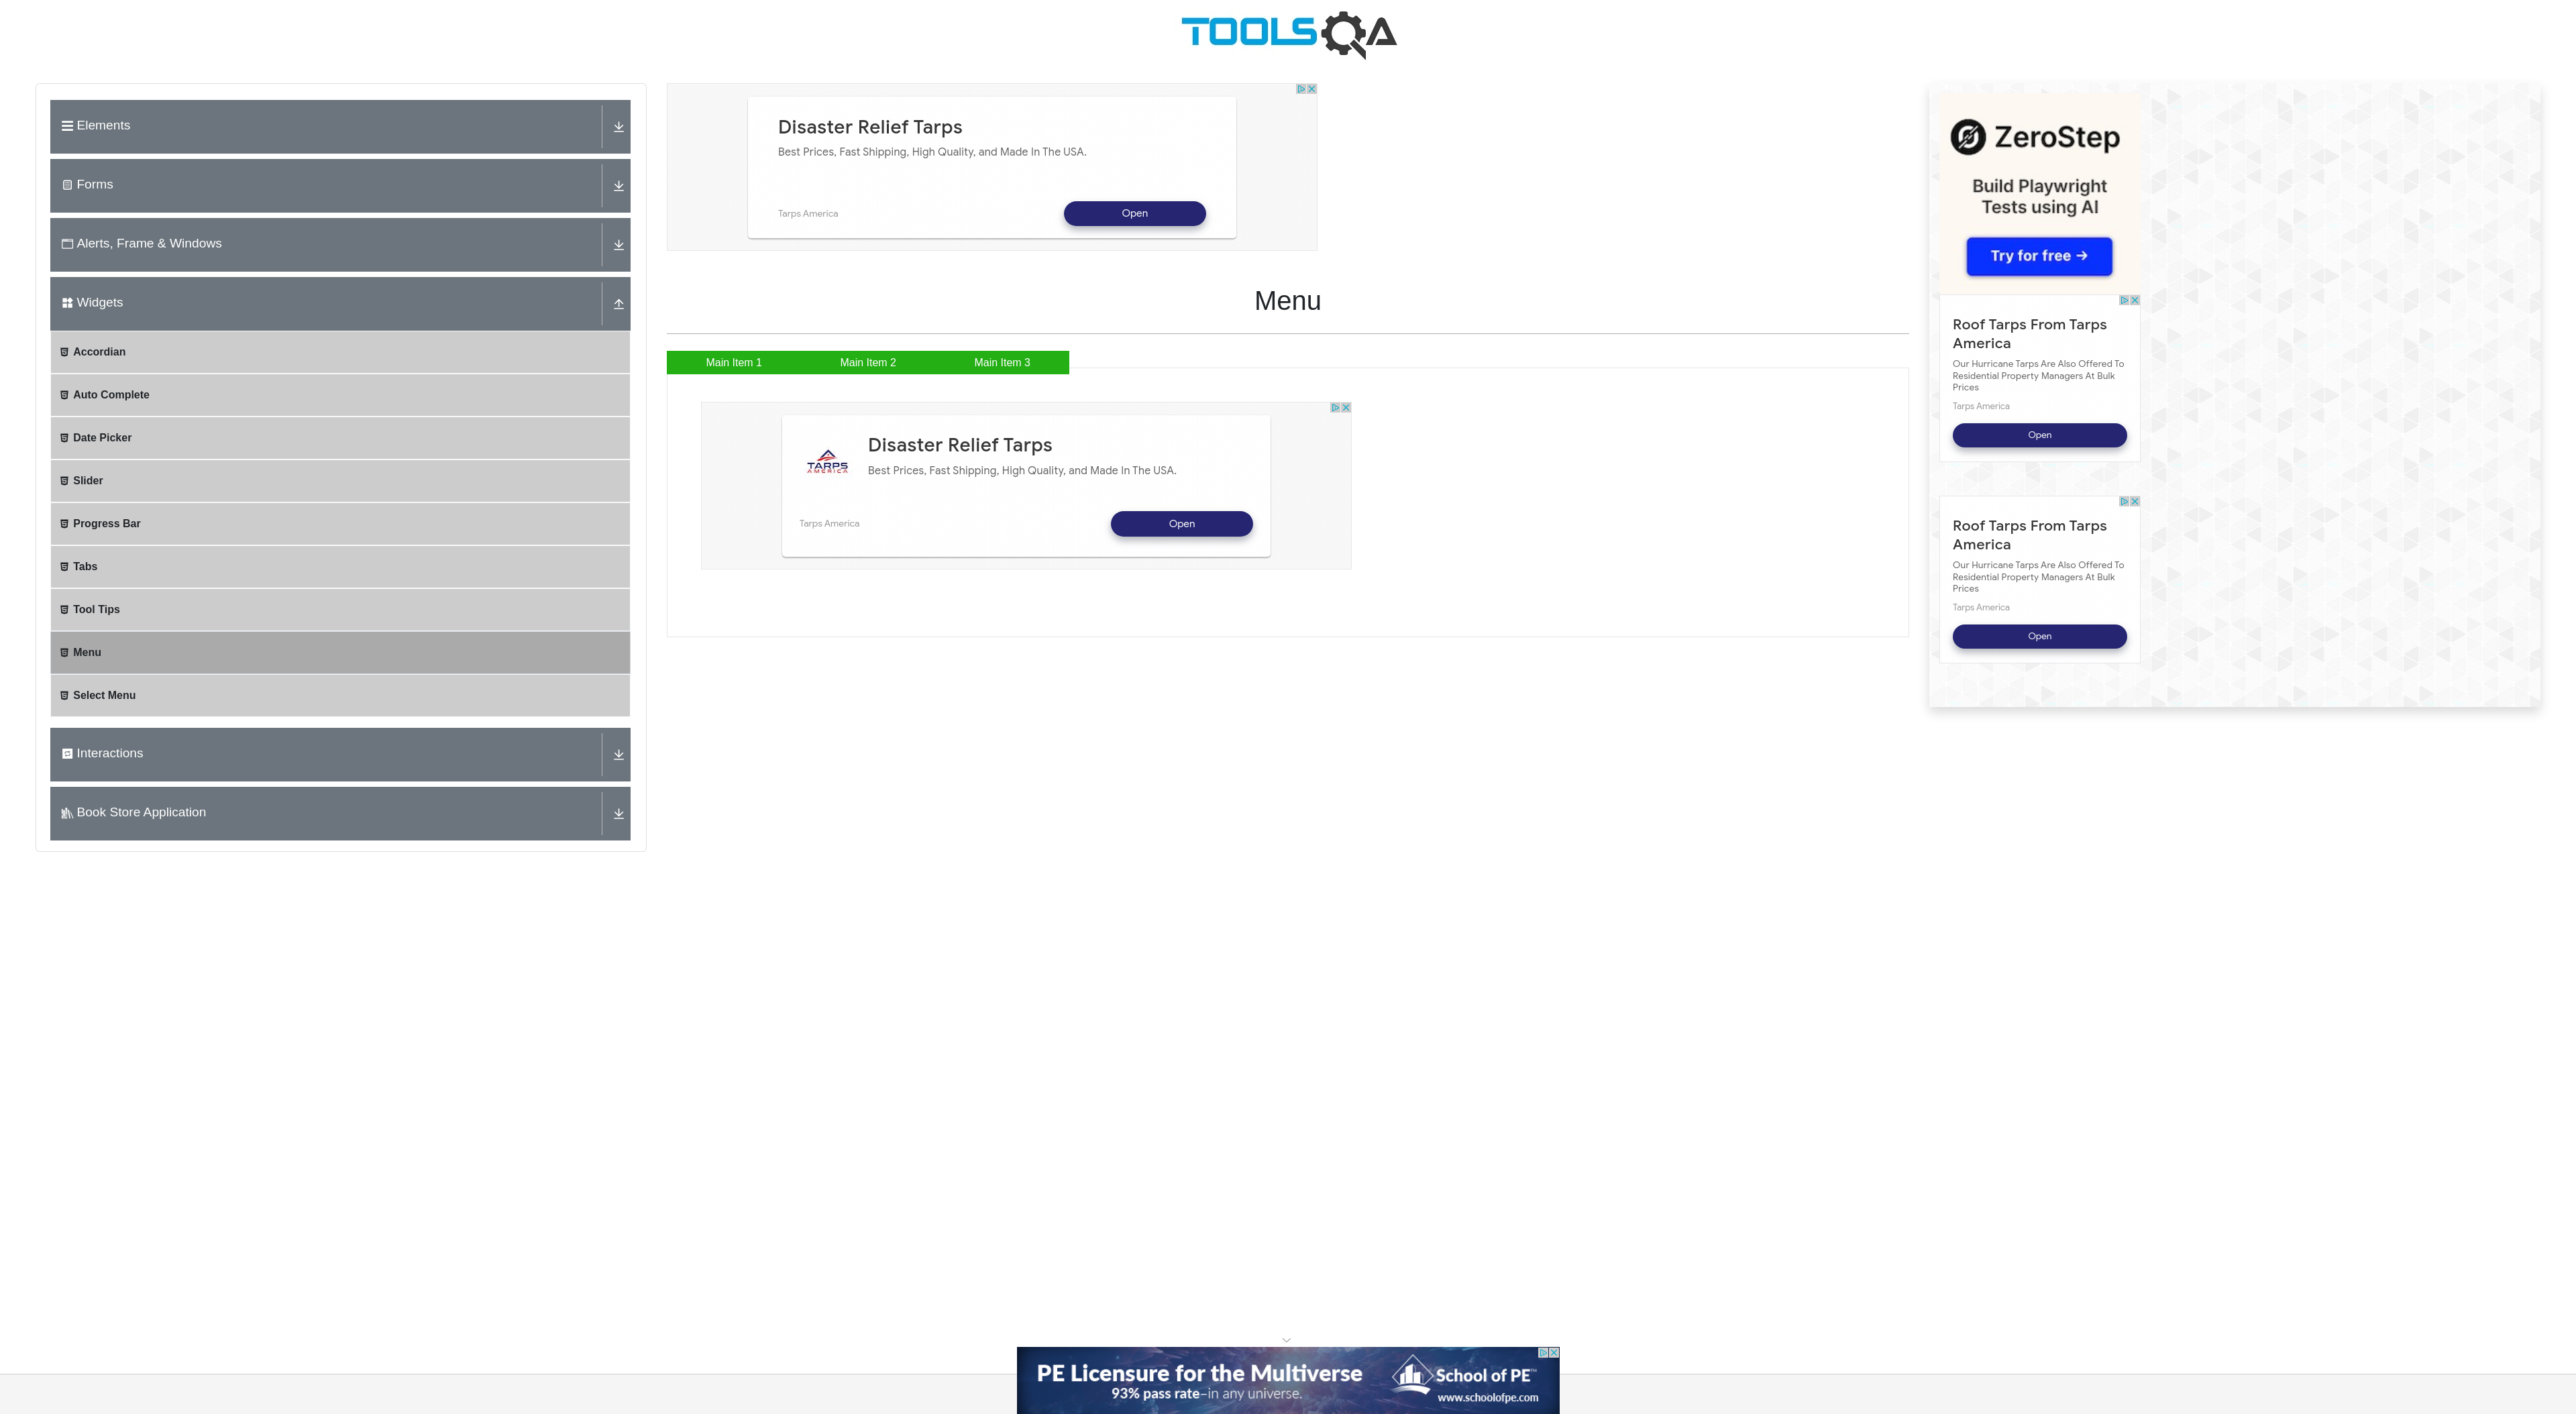 TOOLSQA
Elements
Forms
Alerts, Frame & Windows
Widgets
Accordian
Auto Complete
Date Picker
Slider
Progress Bar
Tabs
Tool Tips
Menu
Select Menu
Interactions
Book Store Application
Disaster Relief Tarps
Best Prices, Fast Shipping, High Quality, and Made In The USA.
Tarps America
Open
Menu
Main Item 1
Main Item 2
Main Item 3
TARPS
AMERICA
Disaster Relief Tarps
Best Prices, Fast Shipping, High Quality, and Made In The USA.
Tarps America
Open
ZeroStep
Build Playwright
Tests using AI
Try for free →
Roof Tarps From Tarps
America
Our Hurricane Tarps Are Also Offered To
Residential Property Managers At Bulk
Prices
Tarps America
Open
Roof Tarps From Tarps
America
Our Hurricane Tarps Are Also Offered To
Residential Property Managers At Bulk
Prices
Tarps America
Open
PE Licensure for the Multiverse
93% pass rate–in any universe.
School of PE™
www.schoolofpe.com